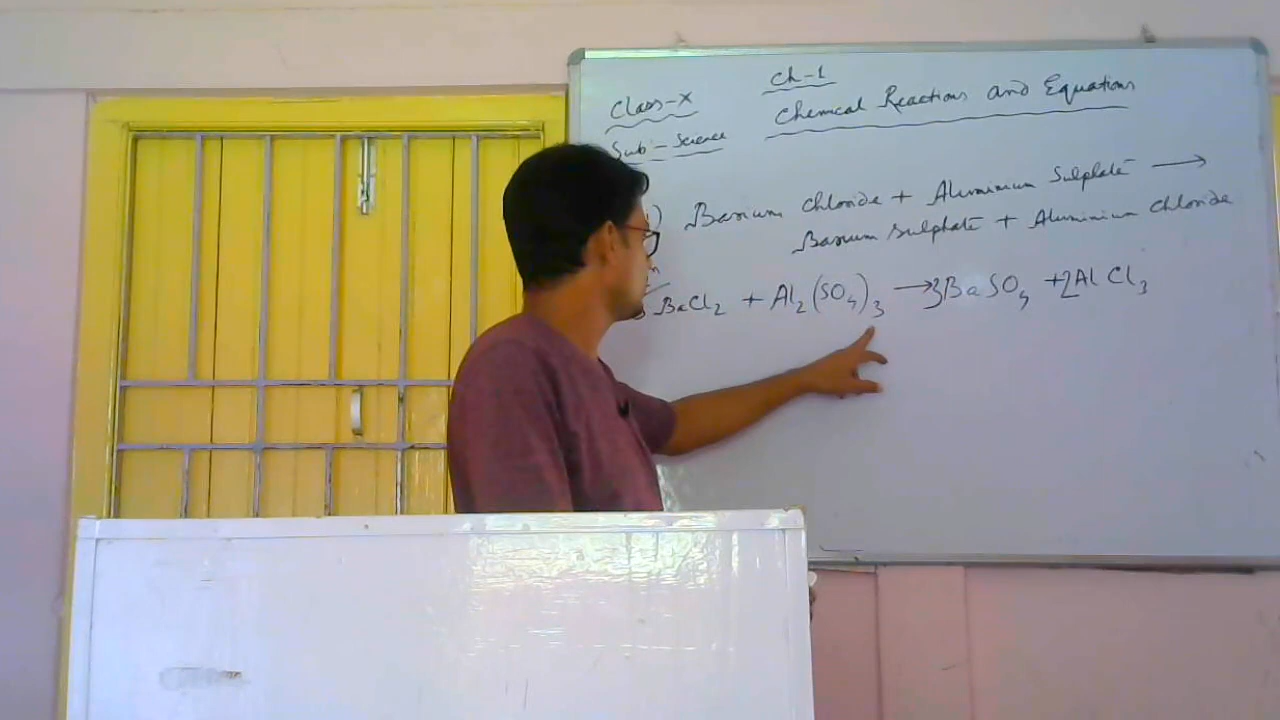 Class-X
Ch-1
Chemical Reactions and Equations
Sub:- Science
) Barium chloride + Aluminium Sulphate →
Barium sulphate + Aluminium chloride
BaCl2 + Al2(SO4)3 → 3BaSO4 + 2AlCl3